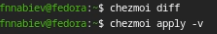 fnnabiev@fedora:~$ chezmoi diff
fnnabiev@fedora:~$ chezmoi apply -v